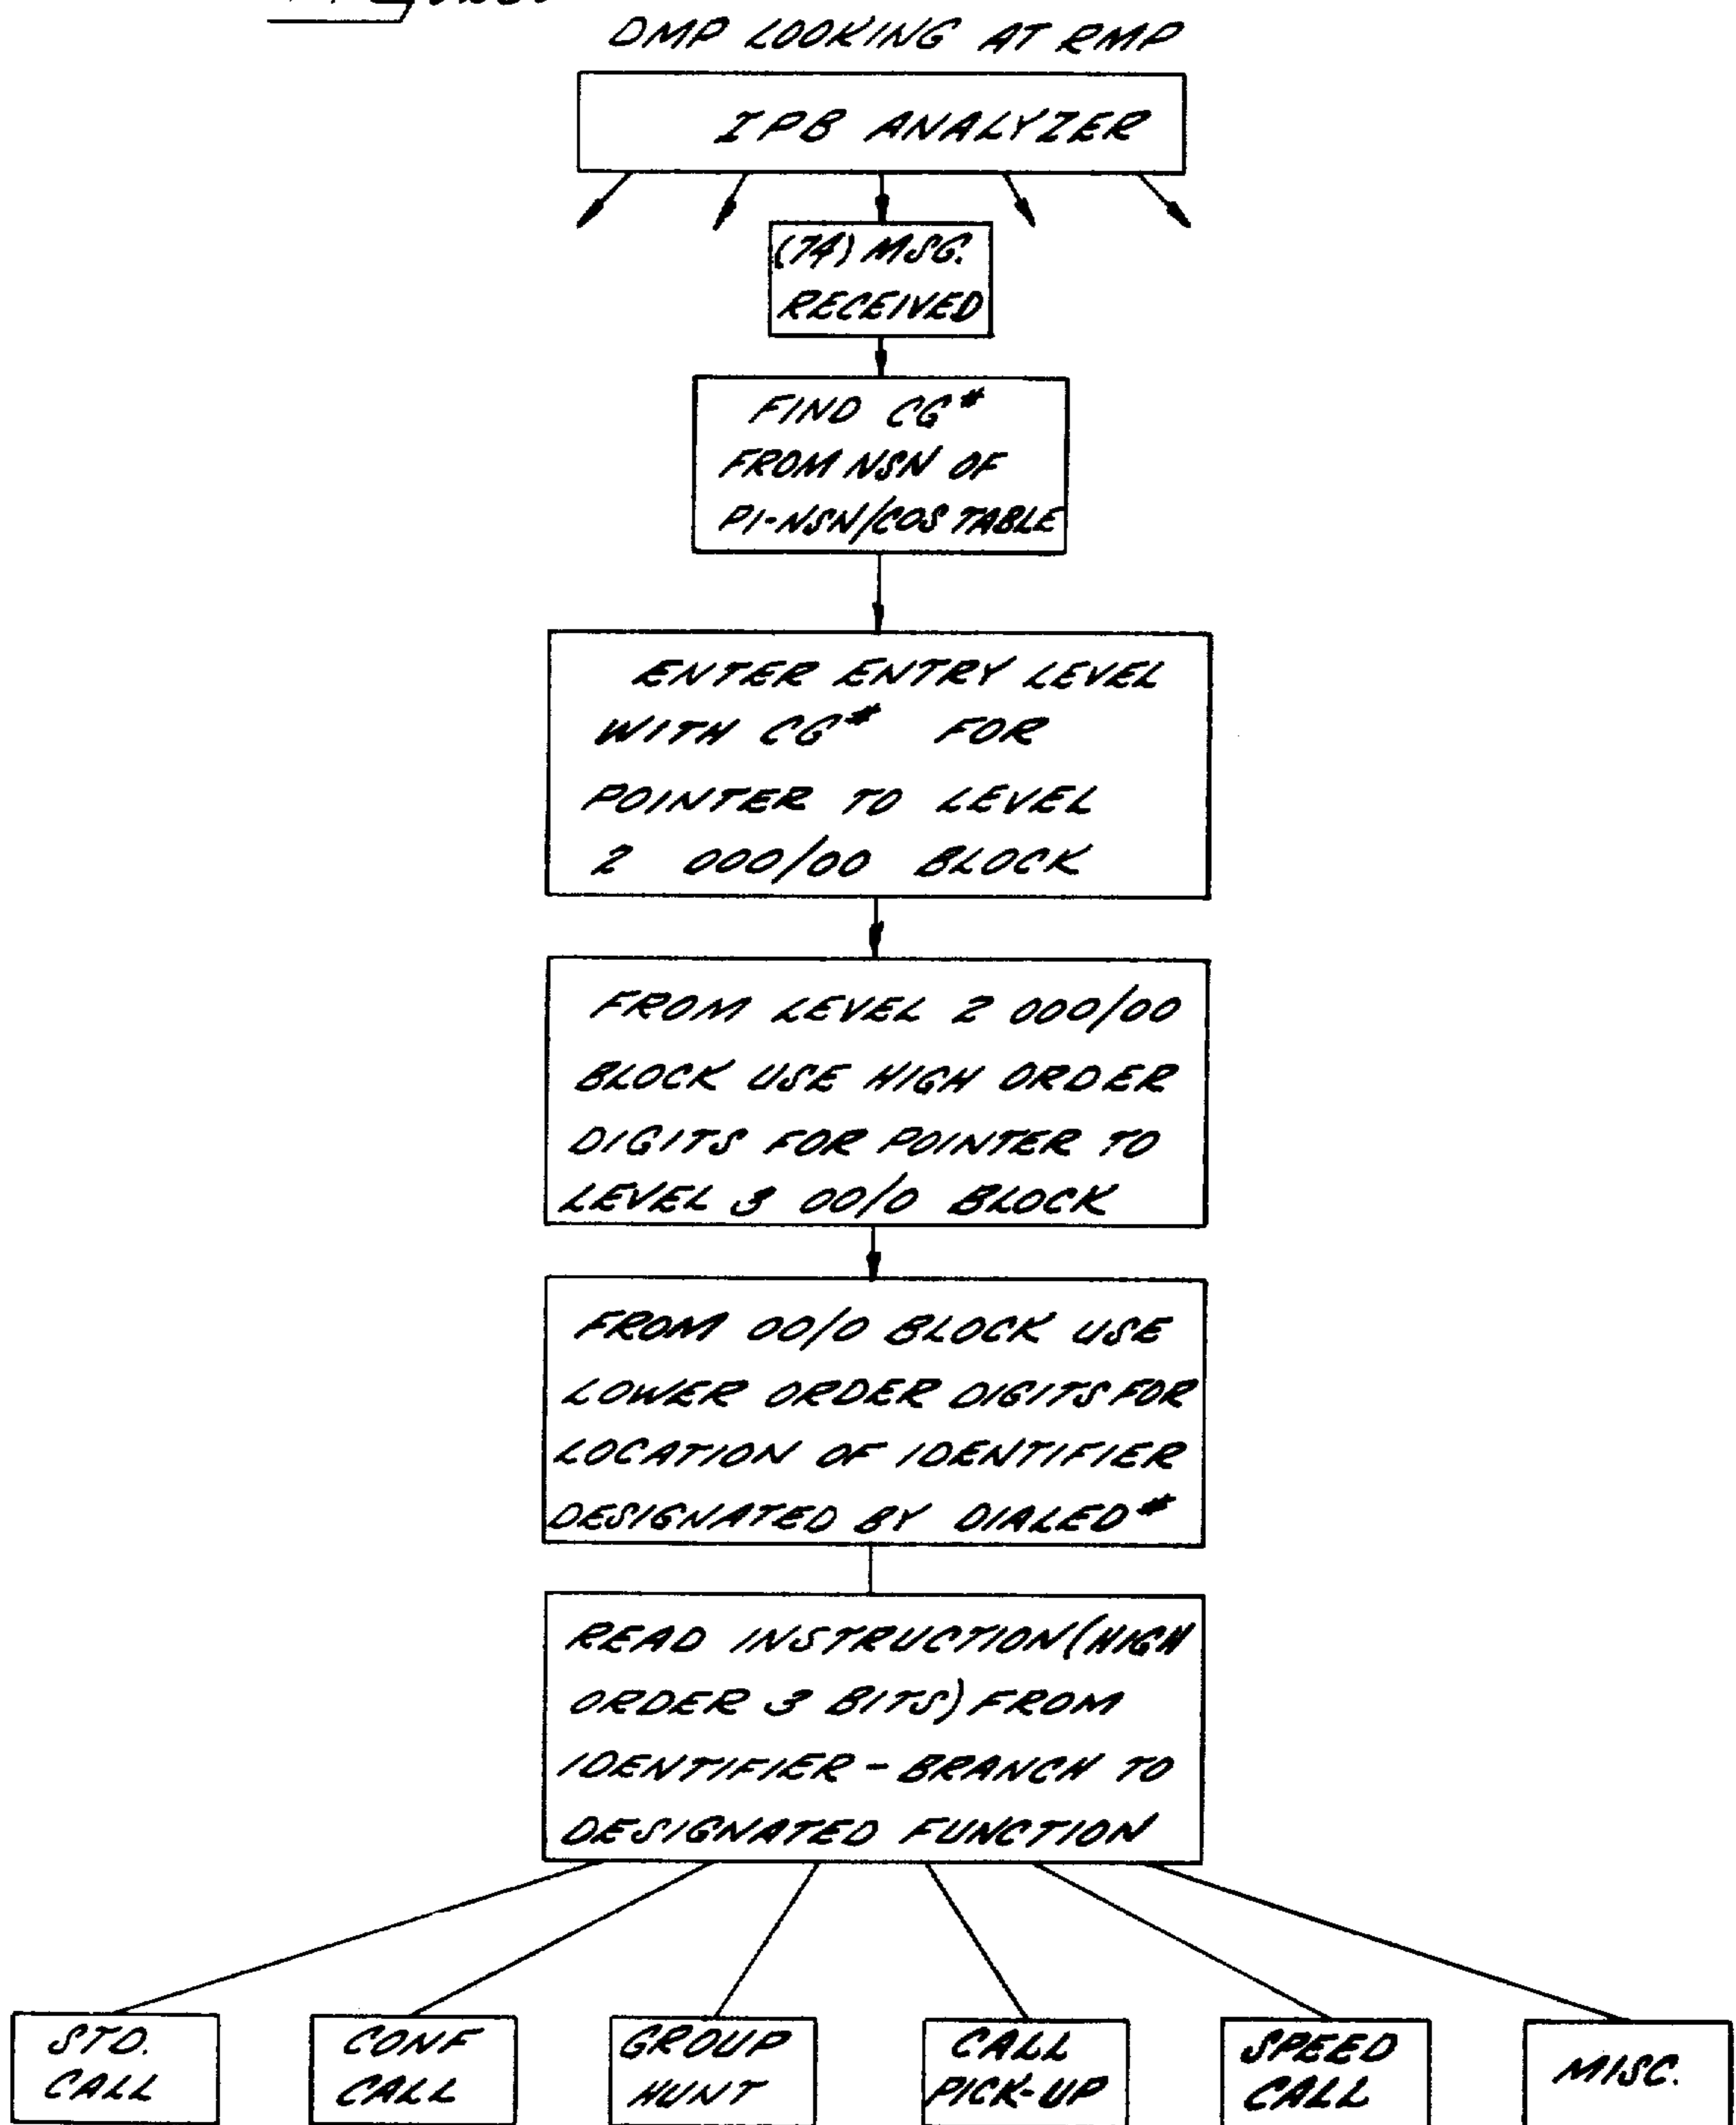 DMP LOOKING AT RMP
IPB ANALYZER
(74) MSG.
RECEIVED
FIND CG#
FROM NSN OF
PI-NSN/COS TABLE
ENTER ENTRY LEVEL
WITH CG# FOR
POINTER TO LEVEL
2 000/00 BLOCK
FROM LEVEL 2 000/00
BLOCK USE HIGH ORDER
DIGITS FOR POINTER TO
LEVEL 3 00/0 BLOCK
FROM 00/0 BLOCK USE
LOWER ORDER DIGITS FOR
LOCATION OF IDENTIFIER
DESIGNATED BY DIALED#
READ INSTRUCTION (HIGH
ORDER 3 BITS) FROM
IDENTIFIER - BRANCH TO
DESIGNATED FUNCTION
STD.
CALL
CONF
CALL
GROUP
HUNT
CALL
PICK-UP
SPEED
CALL
MISC.